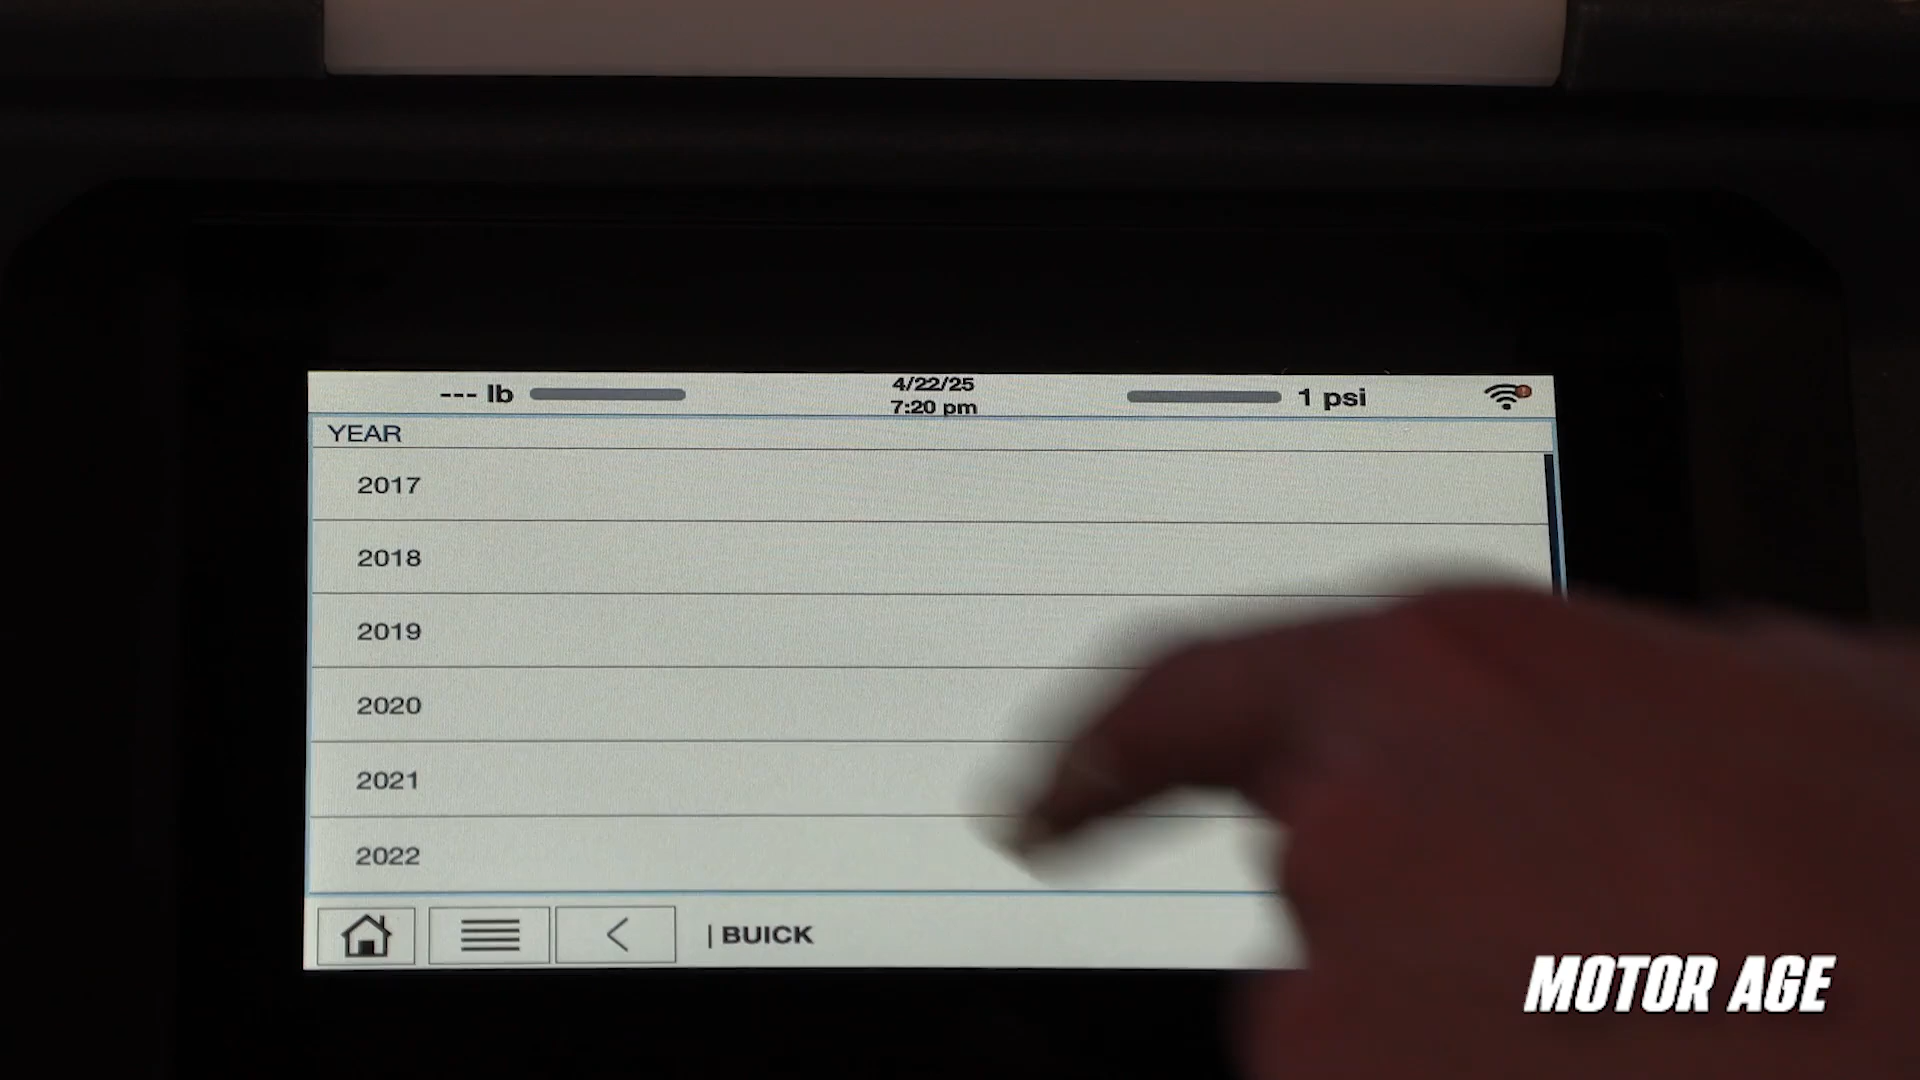 --- lb
4/22/25
7:20 pm
1 psi
YEAR
2017
2018
2019
2020
2021
2022
| BUICK
MOTOR AGE